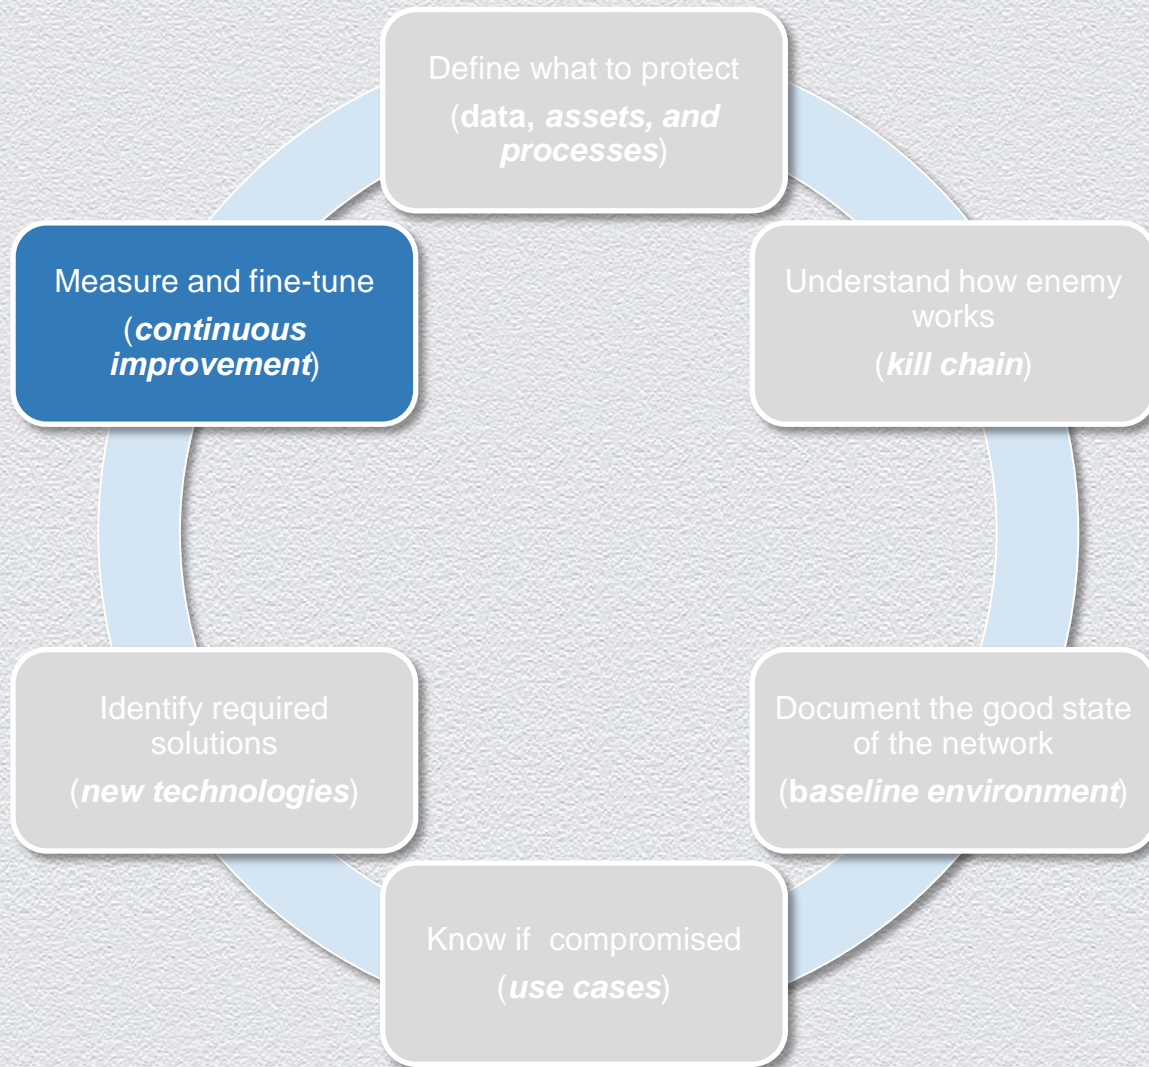 Define what to protect
(data, assets, and
processes)
Understand how enemy
works
(kill chain)
Document the good state
of the network
(baseline environment)
Know if  compromised
(use cases)
Identify required
solutions
(new technologies)
Measure and fine-tune
(continuous
improvement)